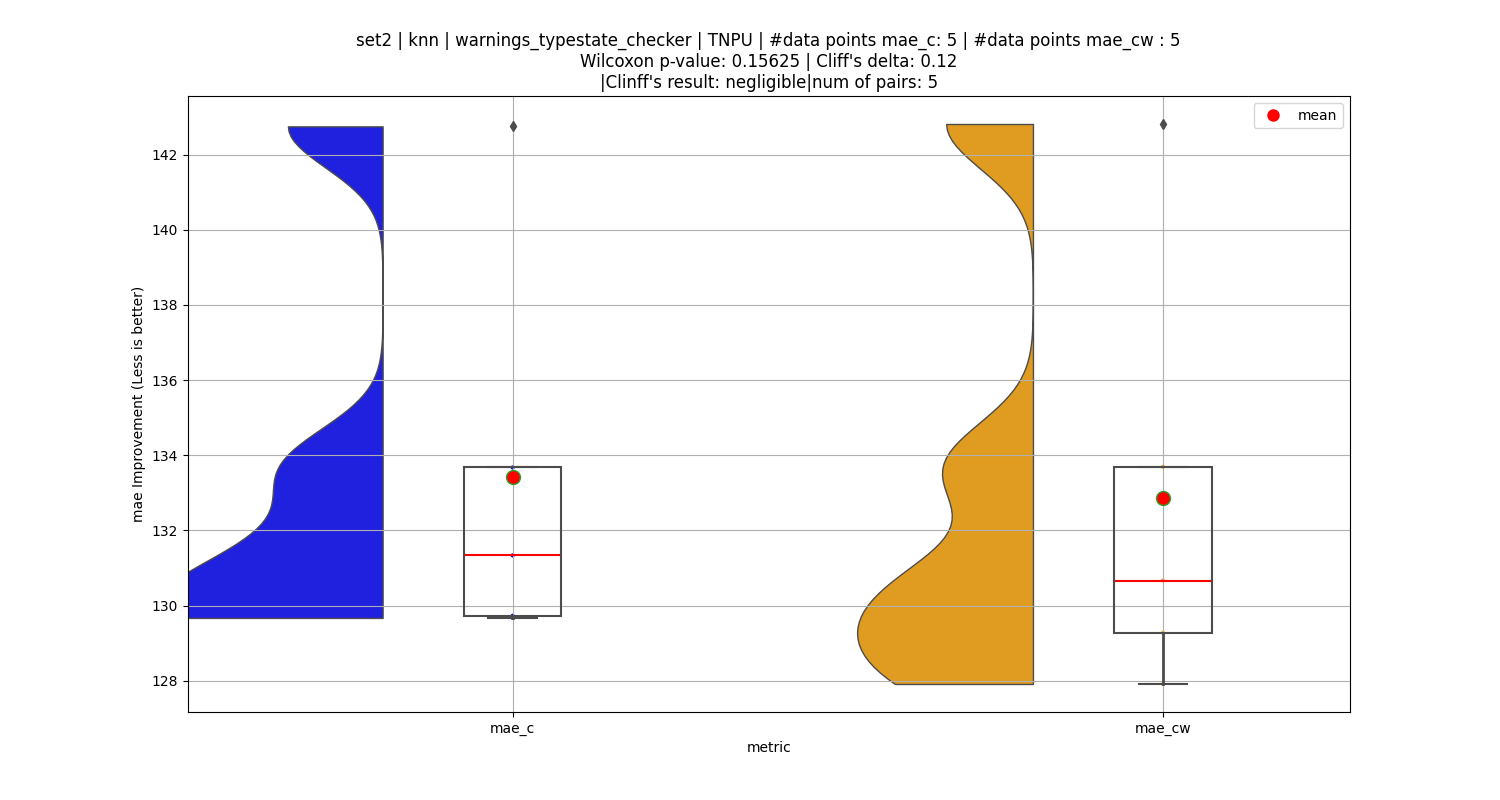 set2 | knn | warnings_typestate_checker | TNPU | #data points mae_c: 5 | #data points mae_cw : 5
Wilcoxon p-value: 0.15625 | Cliff's delta: 0.12
|Clinff's result: negligible|num of pairs: 5
mean
142
140
138
136
134
132
130
128
mae Improvement (Less is better)
mae_c
mae_cw
metric